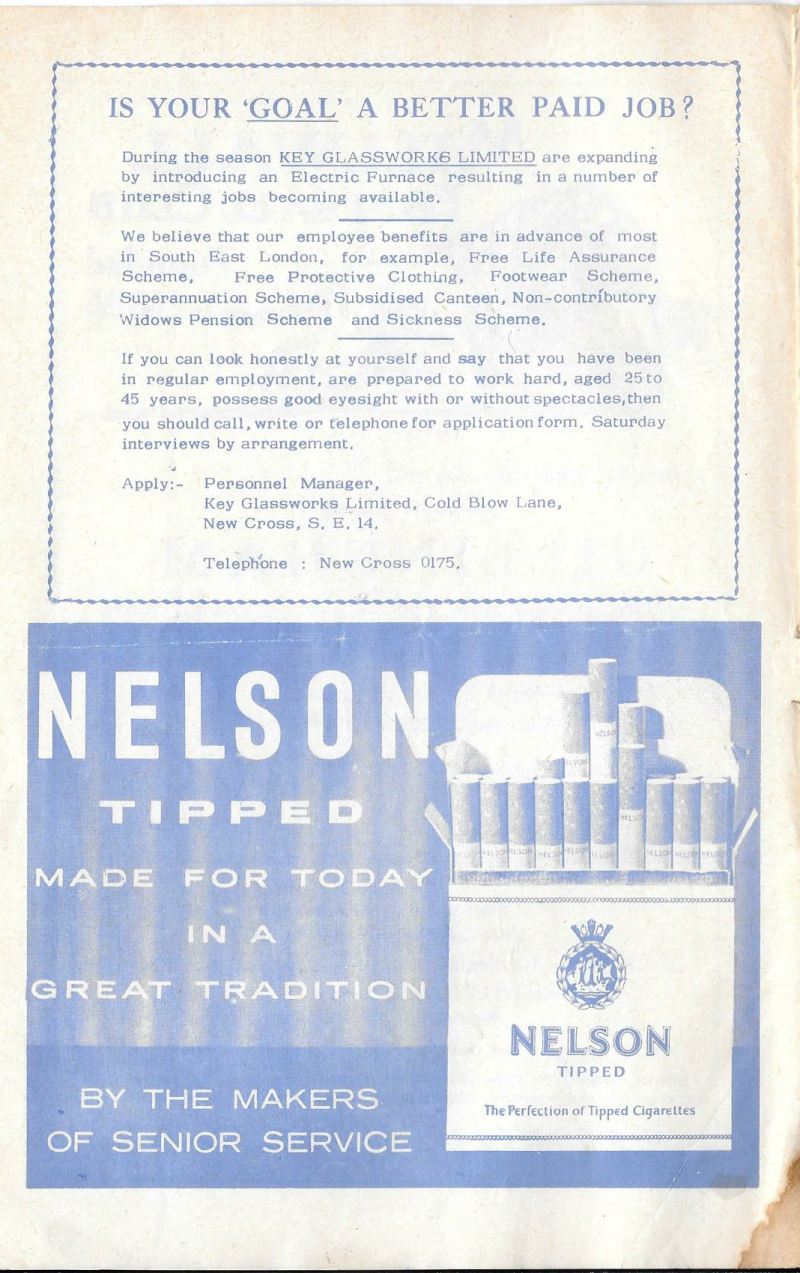 IS YOUR 'GOAL' A BETTER PAID JOB?
During the season KEY GLASSWORKS LIMITED are expanding
by introducing an Electric Furnace resulting in a number of
interesting jobs becoming available.
We believe that our employee benefits are in advance of most
in South East London, for example, Free Life Assurance
Scheme, Free Protective Clothing, Footwear Scheme,
Superannuation Scheme, Subsidised Canteen, Non-contributory
Widows Pension Scheme and Sickness Scheme.
If you can look honestly at yourself and say that you have been
in regular employment, are prepared to work hard, aged 25 to
45 years, possess good eyesight with or without spectacles, then
you should call, write or telephone for application form. Saturday
interviews by arrangement.
Apply:- Personnel Manager,
Key Glassworks Limited, Cold Blow Lane,
New Cross, S. E. 14.
Telephone : New Cross 0175.
NELSON
TIPPED
MADE FOR TODAY
IN A
GREAT TRADITION
BY THE MAKERS
OF SENIOR SERVICE
NELSON
TIPPED
The Perfection of Tipped Cigarettes